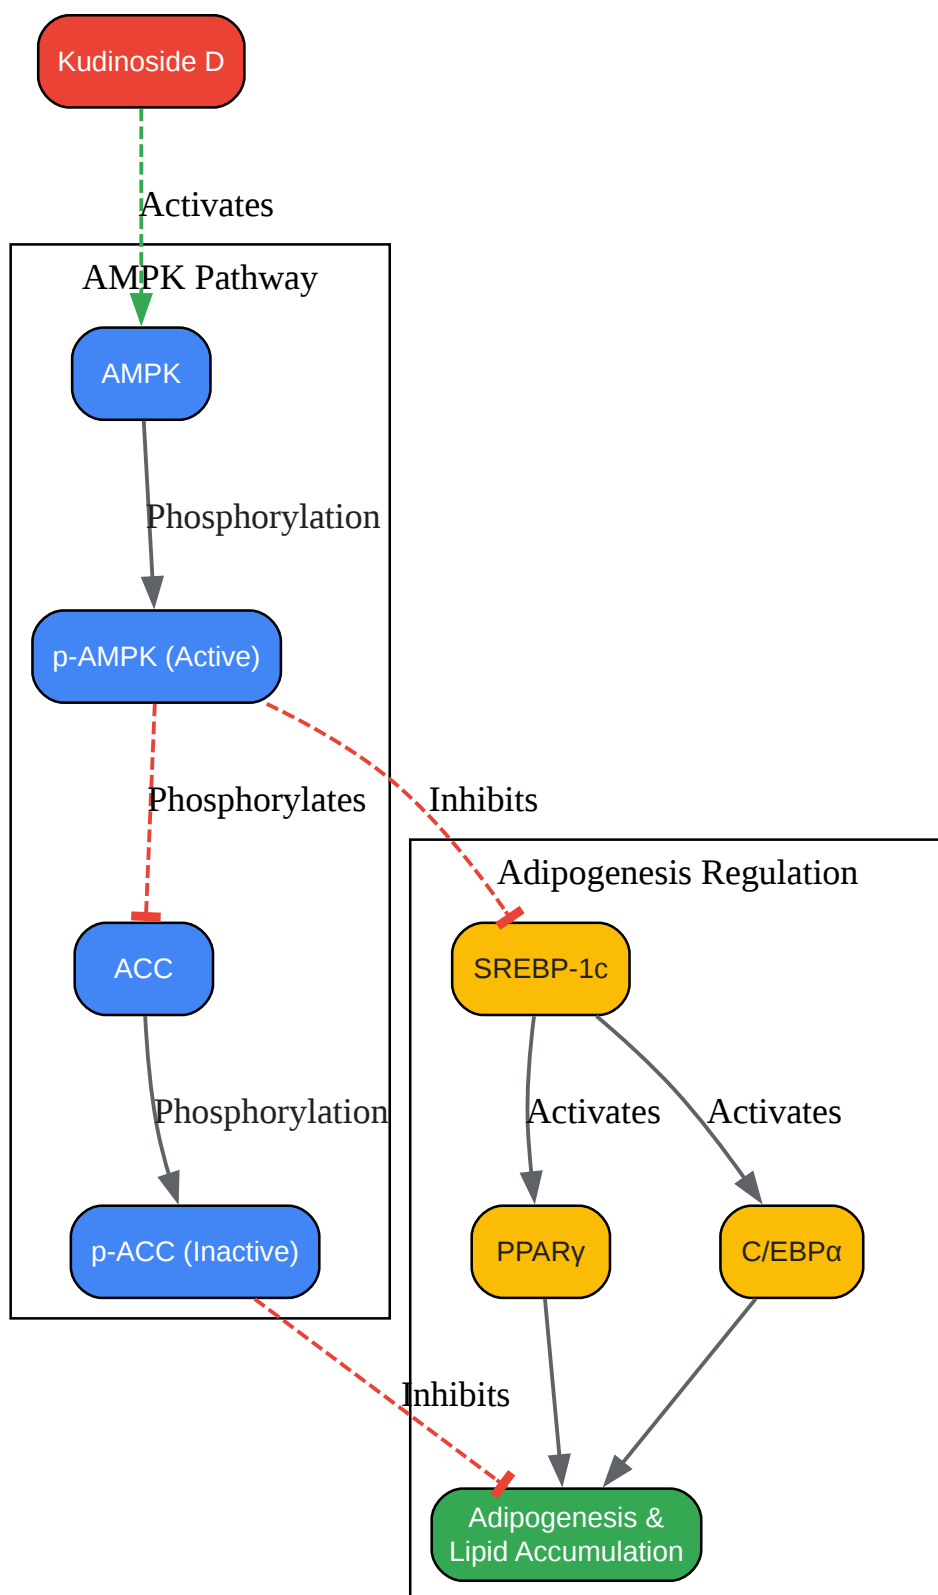 Kudinoside D
Activates
AMPK Pathway
AMPK
Phosphorylation
p-AMPK (Active)
Phosphorylates
Inhibits
Adipogenesis Regulation
ACC
SREBP-1c
Phosphorylation
Activates
Activates
p-ACC (Inactive)
PPARγ
C/EBPα
Inhibits
Adipogenesis &
Lipid Accumulation